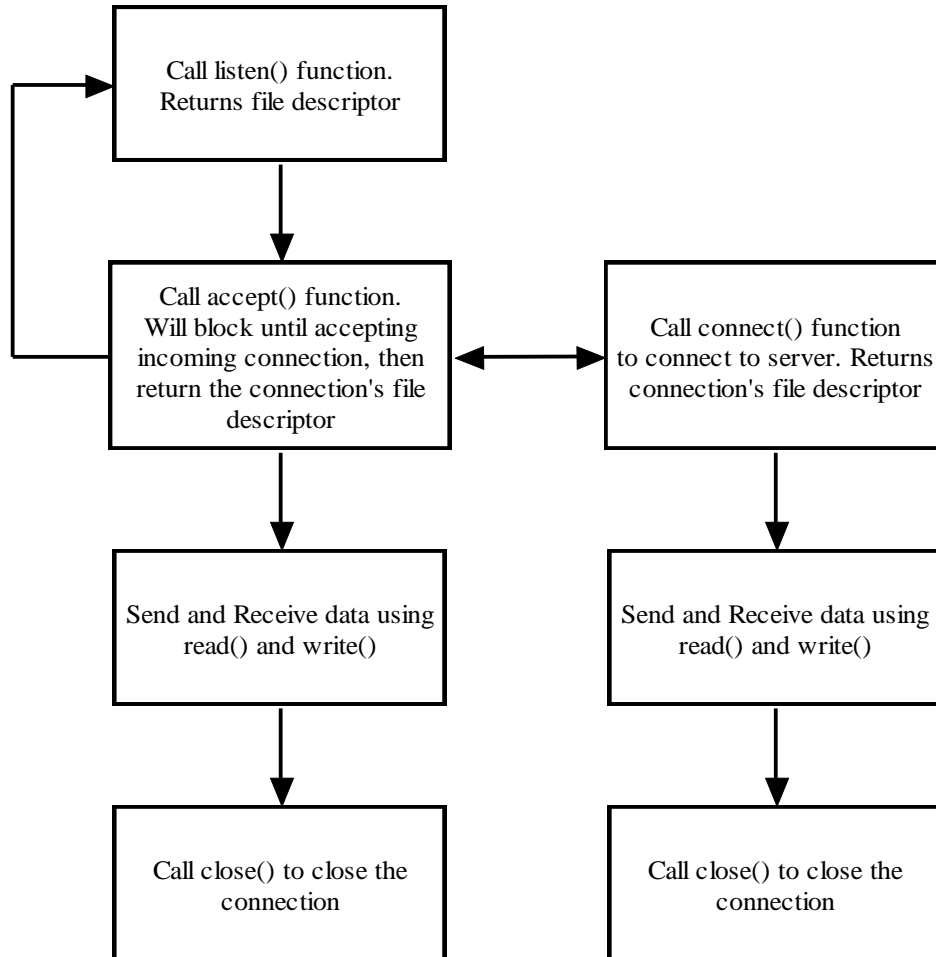 Call listen() function.
Returns file descriptor
Call accept() function.
Will block until accepting
incoming connection, then
return the connection's file
descriptor
Call connect() function
to connect to server. Returns
connection's file descriptor
Send and Receive data using
read() and write()
Send and Receive data using
read() and write()
Call close() to close the
connection
Call close() to close the
connection